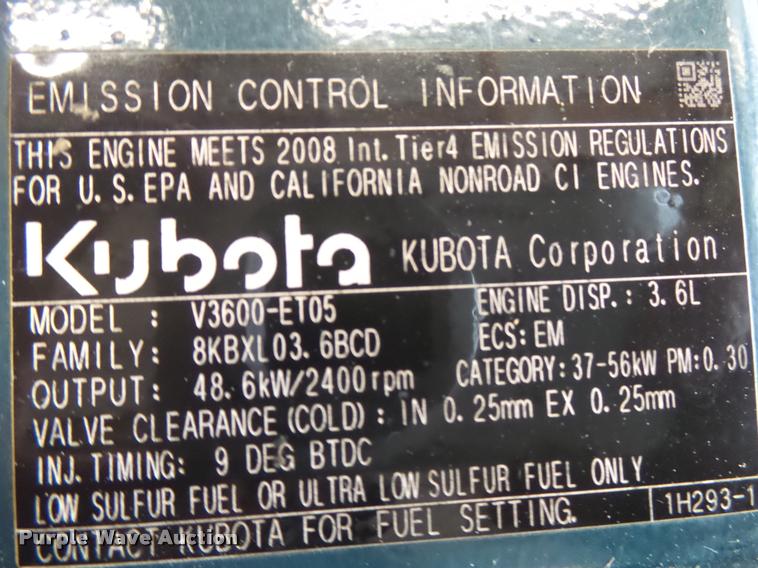 EMISSION CONTROL INFORMATION
THIS ENGINE MEETS 2008 Int. Tier4 EMISSION REGULATIONS
FOR U.S. EPA AND CALIFORNIA NONROAD CI ENGINES.
Kubota KUBOTA Corporation
MODEL : V3600-ET05 ENGINE DISP.: 3.6L
FAMILY: 8KBXL03.6BCD ECS: EM
OUTPUT: 48.6kW/2400rpm CATEGORY: 37-56kW PM: 0.30
VALVE CLEARANCE (COLD) : IN 0.25mm EX 0.25mm
INJ. TIMING: 9 DEG BTDC
LOW SULFUR FUEL OR ULTRA LOW SULFUR FUEL ONLY
CONTACT KUBOTA FOR FUEL SETTING. 1H293-1
Purple Wave Auction